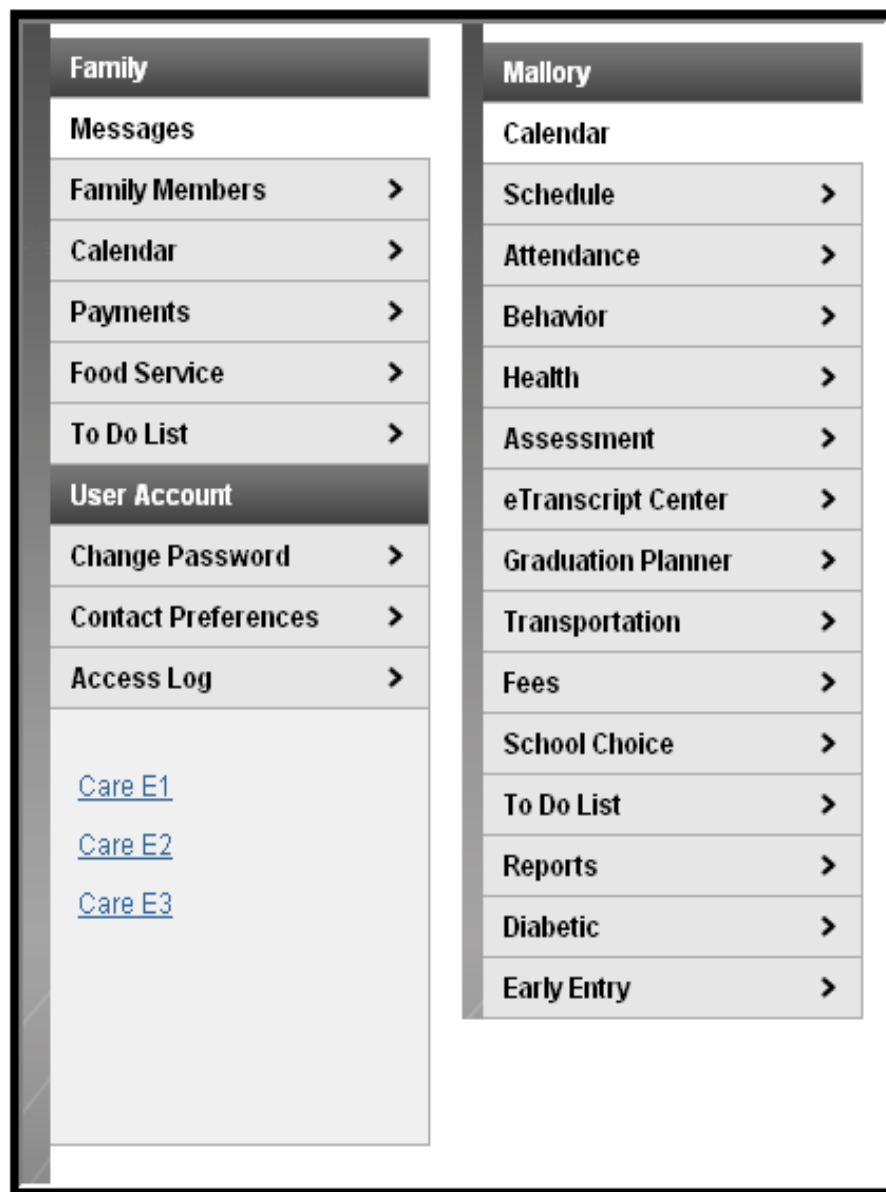 Family
Messages
Family Members
Calendar
Payments
Food Service
To Do List
User Account
Change Password
Contact Preferences
Access Log
Care E1
Care E2
Care E3
Mallory
Calendar
Schedule
Attendance
Behavior
Health
Assessment
eTranscript Center
Graduation Planner
Transportation
Fees
School Choice
To Do List
Reports
Diabetic
Early Entry